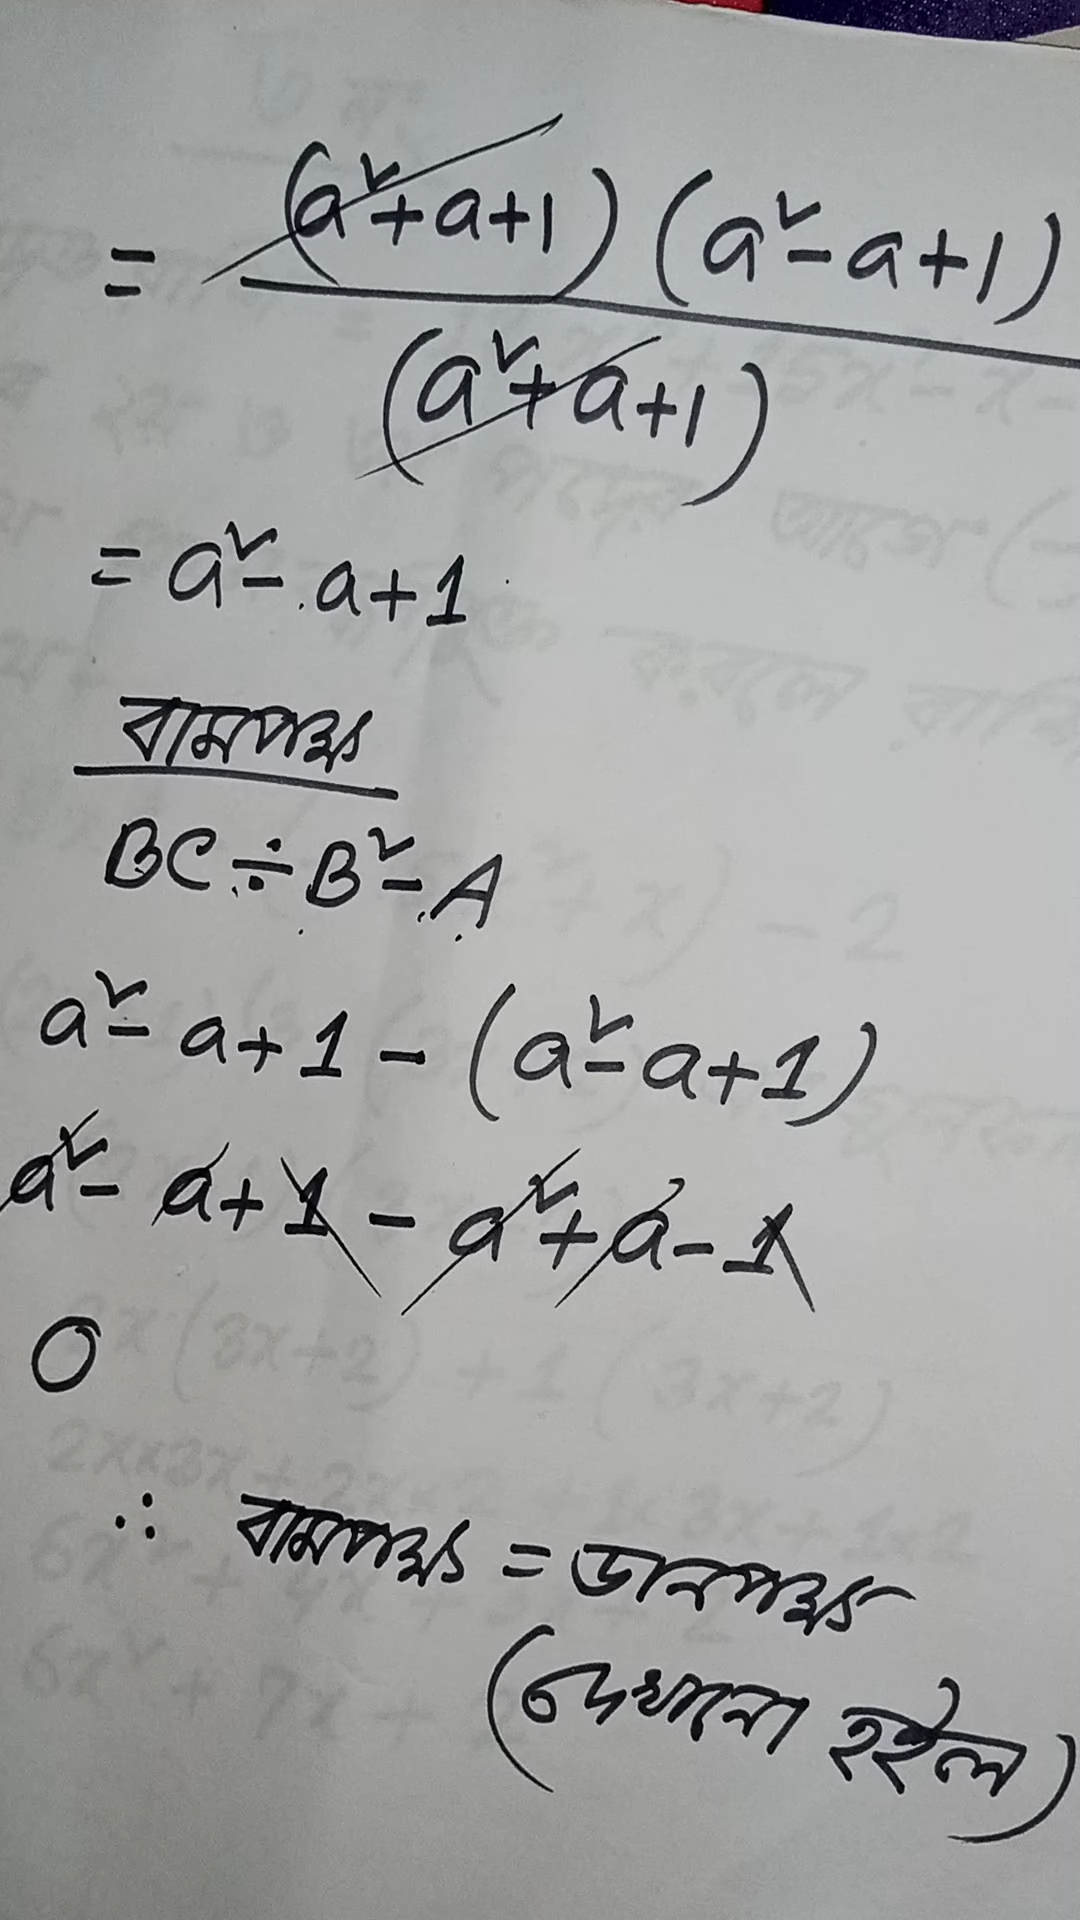 = (a²+a+1) (a²-a+1)
(a²+a+1)
= a²-a+1
বামপক্ষ
BC÷B²-A
a²-a+1-(a²-a+1)
a²-a+1-a²+a-1
0
∴ বামপক্ষ = ডানপক্ষ
(দেখানো হইল)